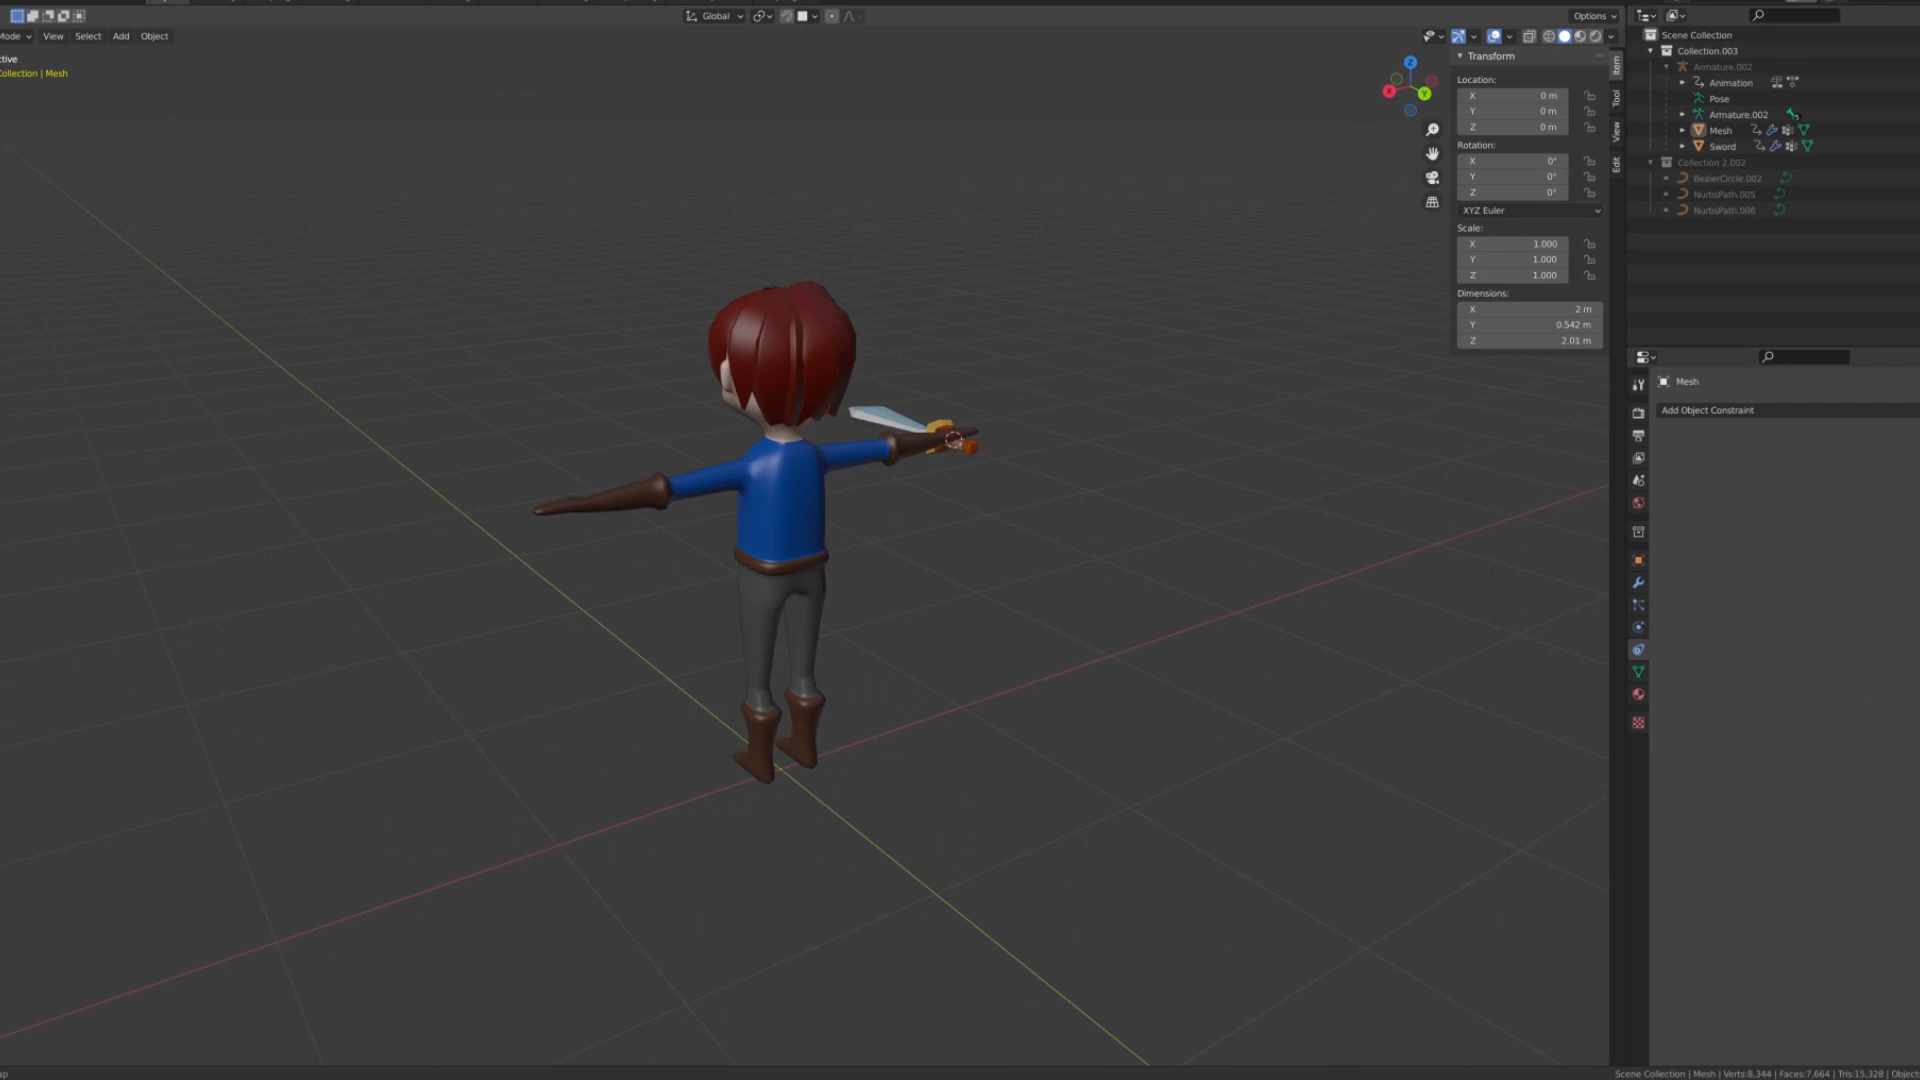 Global
Options
Mode View Select Add Object
tive
Collection | Mesh
Z
X
Y
Transform
Location:
X 0 m
Y 0 m
Z 0 m
Rotation:
X 0°
Y 0°
Z 0°
XYZ Euler
Scale:
X 1.000
Y 1.000
Z 1.000
Dimensions:
X 2 m
Y 0.542 m
Z 2.01 m
Item
Tool
View
Edit
Scene Collection
Collection.003
Armature.002
Animation
Pose
Armature.002 5
Mesh
Sword
Collection 2.002
BezierCircle.002
NurbsPath.005
NurbsPath.006
Mesh
Add Object Constraint
Scene Collection | Mesh | Verts:8,344 | Faces:7,664 | Tris:15,328 | Object